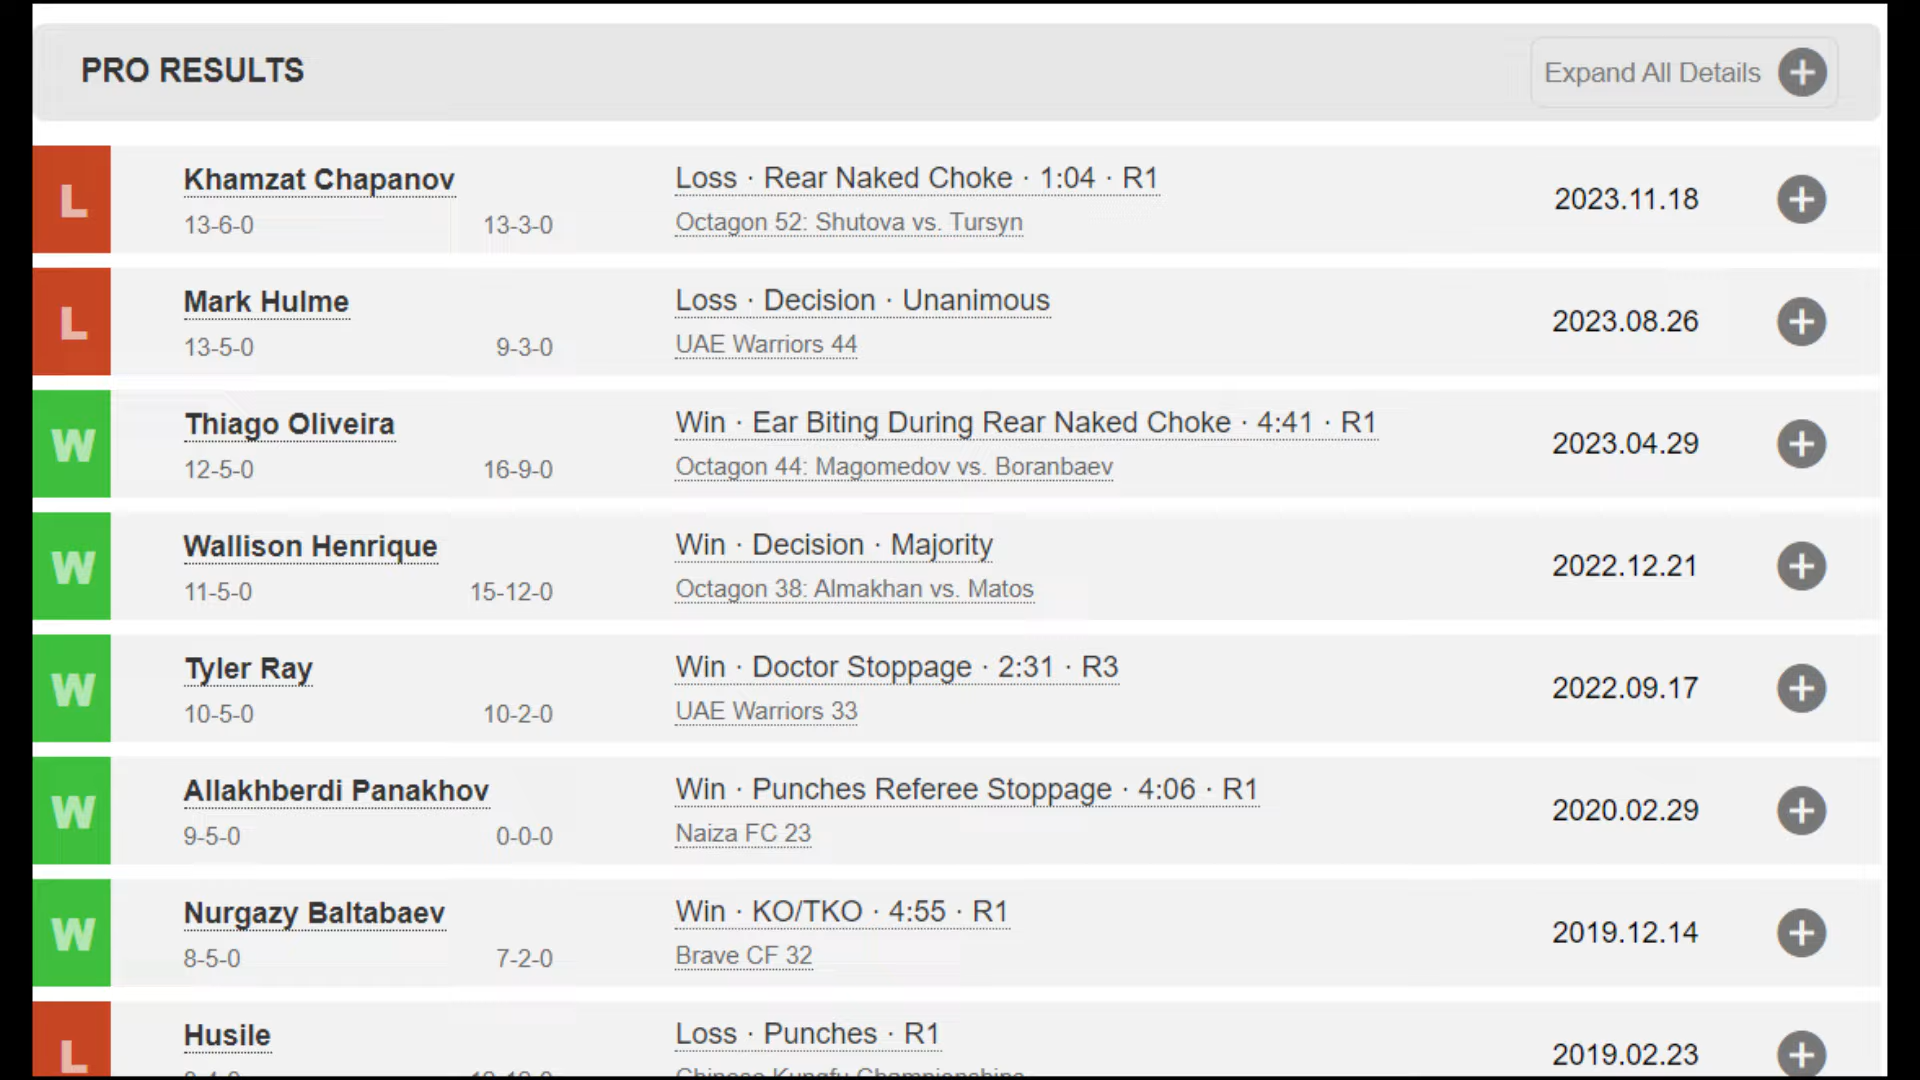 PRO RESULTS
Expand All Details
L
Khamzat Chapanov
Loss · Rear Naked Choke · 1:04 · R1
13-6-0 13-3-0
Octagon 52: Shutova vs. Tursyn
2023.11.18
L
Mark Hulme
Loss · Decision · Unanimous
13-5-0 9-3-0
UAE Warriors 44
2023.08.26
W
Thiago Oliveira
Win · Ear Biting During Rear Naked Choke · 4:41 · R1
12-5-0 16-9-0
Octagon 44: Magomedov vs. Boranbaev
2023.04.29
W
Wallison Henrique
Win · Decision · Majority
11-5-0 15-12-0
Octagon 38: Almakhan vs. Matos
2022.12.21
W
Tyler Ray
Win · Doctor Stoppage · 2:31 · R3
10-5-0 10-2-0
UAE Warriors 33
2022.09.17
W
Allakhberdi Panakhov
Win · Punches Referee Stoppage · 4:06 · R1
9-5-0 0-0-0
Naiza FC 23
2020.02.29
W
Nurgazy Baltabaev
Win · KO/TKO · 4:55 · R1
8-5-0 7-2-0
Brave CF 32
2019.12.14
L
Husile
Loss · Punches · R1
Chinese Kungfu Championships
2019.02.23